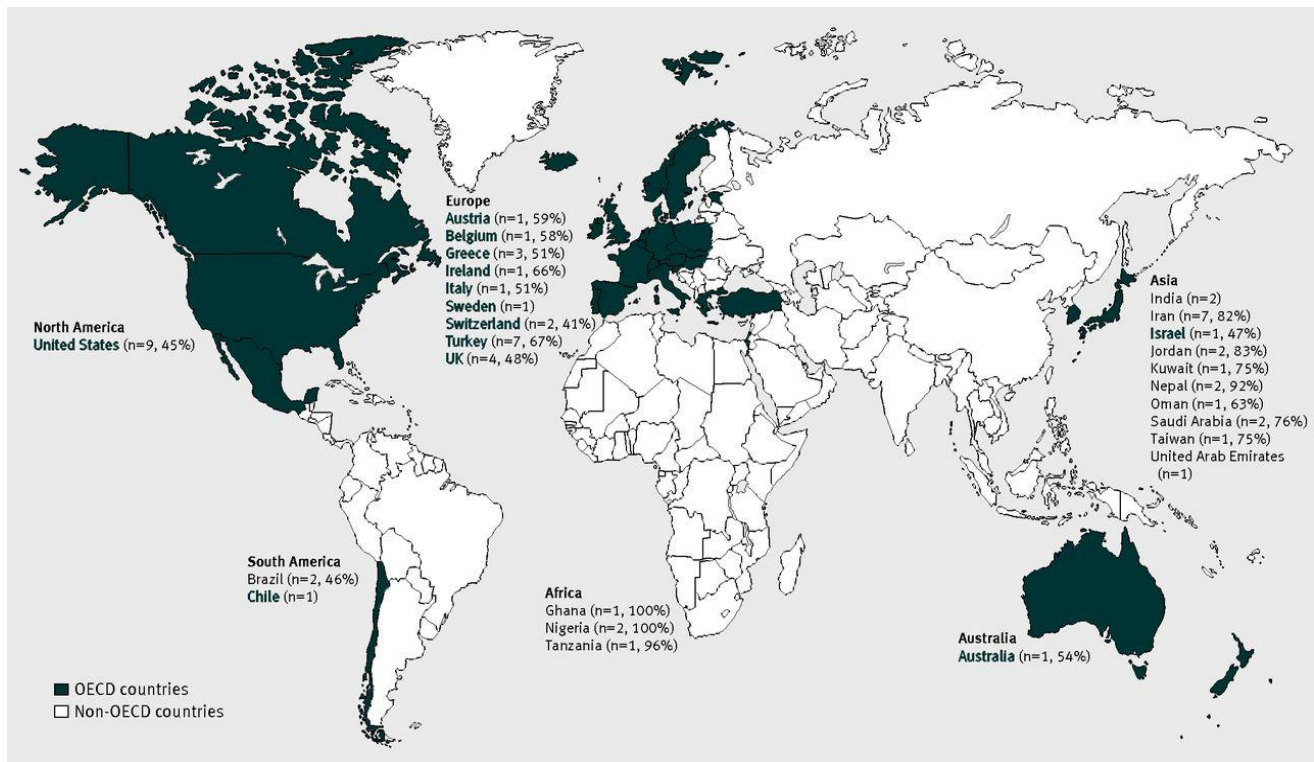 North America
United States (n=9, 45%)
Europe
Austria (n=1, 59%)
Belgium (n=1, 58%)
Greece (n=3, 51%)
Ireland (n=1, 66%)
Italy (n=1, 51%)
Sweden (n=1)
Switzerland (n=2, 41%)
Turkey (n=7, 67%)
UK (n=4, 48%)
Asia
India (n=2)
Iran (n=7, 82%)
Israel (n=1, 47%)
Jordan (n=2, 83%)
Kuwait (n=1, 75%)
Nepal (n=2, 92%)
Oman (n=1, 63%)
Saudi Arabia (n=2, 76%)
Taiwan (n=1, 75%)
United Arab Emirates
(n=1)
South America
Brazil (n=2, 46%)
Chile (n=1)
Africa
Ghana (n=1, 100%)
Nigeria (n=2, 100%)
Tanzania (n=1, 96%)
Australia
Australia (n=1, 54%)
OECD countries
Non-OECD countries